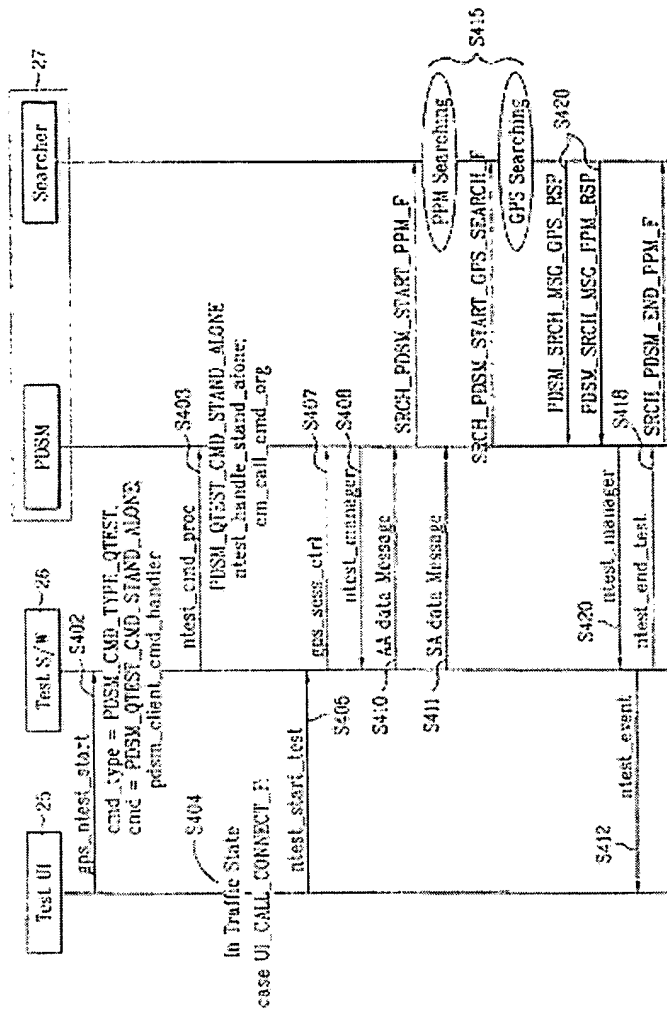 Test UI
25
Test S/W
26
PDSM
Searcher
27
gps_ntest_start
S402
cmd_type = PDSM_CMD_TYPE_QTEST,
cmd = PDSM_QTEST_CMD_STAND_ALONE
pdsm_client_cmd_handler
ntest_cmd_proc
S403
PDSM_QTEST_CMD_STAND_ALONE
ntest_handle_stand_alone;
cm_call_cmd_org
S404
In Traffic State
case UI_CALL_CONNECT_F:
ntest_start_test
S406
gps_sess_ctrl
S407
ntest_manager
S408
AA data Message
S410
SRCH_PDSM_START_PPM_F
PPM Searching
S415
SA data Message
S411
SRCH_PDSM_START_GPS_SEARCH_F
GPS Searching
PDSM_SRCH_MSG_GPS_RSP
S420
PDSM_SRCH_MSG_PPM_RSP
ntest_manager
S420
ntest_event
S412
ntest_end_test
S418
SRCH_PDSM_END_PPM_F